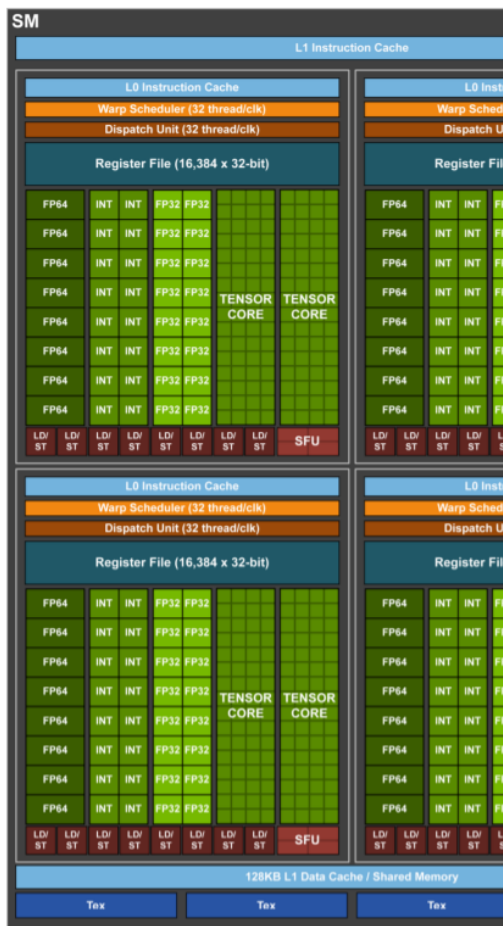 SM
L1 Instruction Cache
L0 Instruction Cache
Warp Scheduler (32 thread/clk)
Dispatch Unit (32 thread/clk)
Register File (16,384 x 32-bit)
FP64 INT INT FP32 FP32
FP64 INT INT FP32 FP32
FP64 INT INT FP32 FP32
FP64 INT INT FP32 FP32
FP64 INT INT FP32 FP32
FP64 INT INT FP32 FP32
FP64 INT INT FP32 FP32
FP64 INT INT FP32 FP32
TENSOR TENSOR
CORE CORE
LD/ LD/ LD/ LD/ LD/ LD/ LD/ LD/
ST ST ST ST ST ST ST ST
SFU
L0
Warp
Dispatch
Register
FP64 INT INT
FP64 INT INT
FP64 INT INT
FP64 INT INT
FP64 INT INT
FP64 INT INT
FP64 INT INT
FP64 INT INT
LD/ LD/ LD/
ST ST ST
L0 Instruction Cache
Warp Scheduler (32 thread/clk)
Dispatch Unit (32 thread/clk)
Register File (16,384 x 32-bit)
FP64 INT INT FP32 FP32
FP64 INT INT FP32 FP32
FP64 INT INT FP32 FP32
FP64 INT INT FP32 FP32
FP64 INT INT FP32 FP32
FP64 INT INT FP32 FP32
FP64 INT INT FP32 FP32
FP64 INT INT FP32 FP32
TENSOR TENSOR
CORE CORE
LD/ LD/ LD/ LD/ LD/ LD/ LD/ LD/
ST ST ST ST ST ST ST ST
SFU
L0
Warp
Dispatch
Register
FP64 INT INT
FP64 INT INT
FP64 INT INT
FP64 INT INT
FP64 INT INT
FP64 INT INT
FP64 INT INT
FP64 INT INT
LD/ LD/ LD/
ST ST ST
128KB L1 Data Cache / Shared Memory
Tex Tex Tex